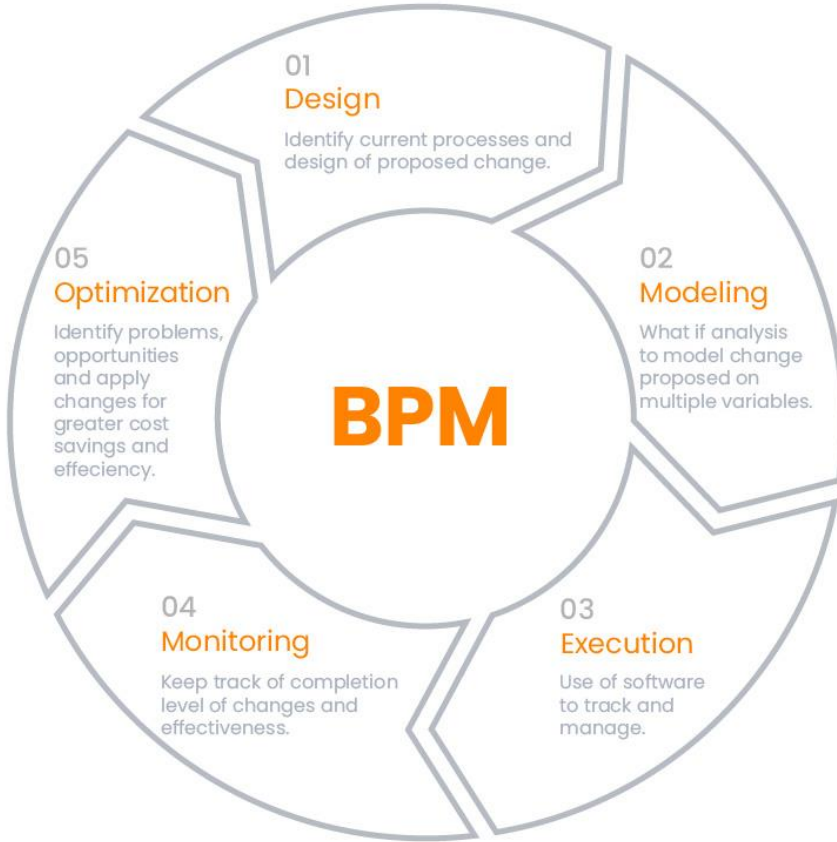 01
Design
Identify current processes and
design of proposed change.
02
Modeling
What if analysis
to model change
proposed on
multiple variables.
03
Execution
Use of software
to track and
manage.
04
Monitoring
Keep track of completion
level of changes and
effectiveness.
05
Optimization
Identify problems,
opportunities
and apply
changes for
greater cost
savings and
effeciency.
BPM